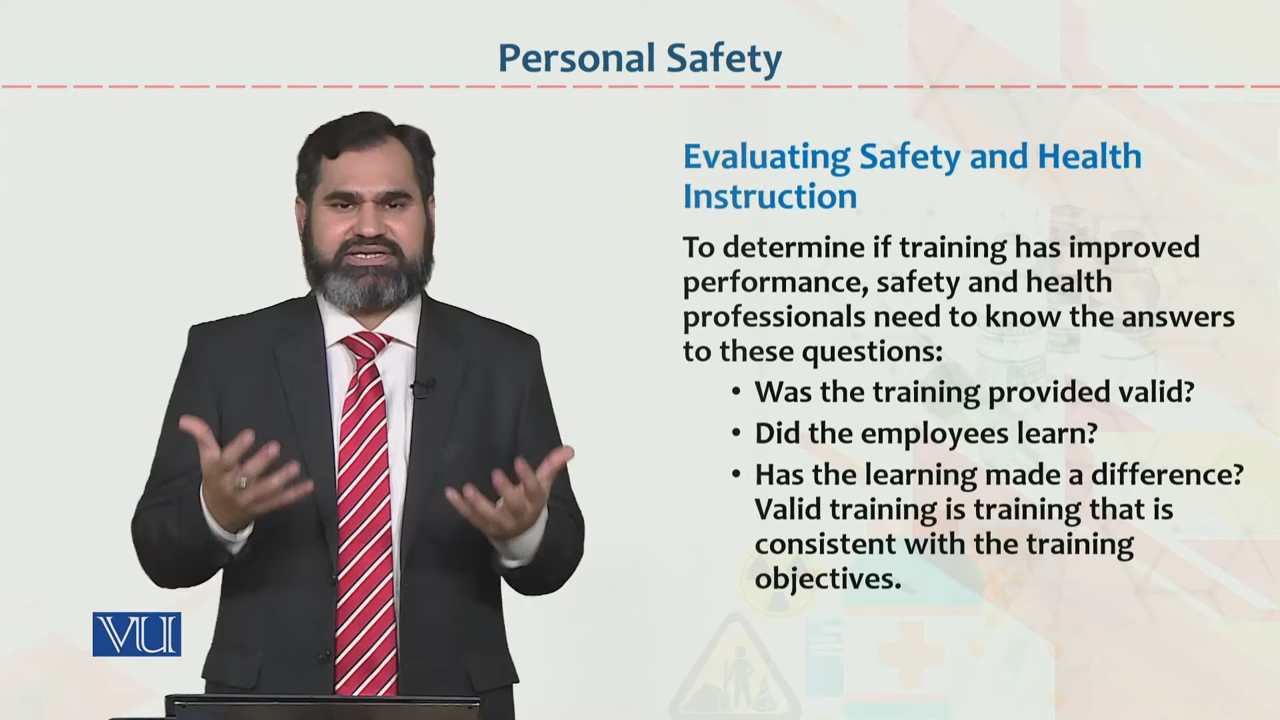 Personal Safety
Evaluating Safety and Health
Instruction
To determine if training has improved
performance, safety and health
professionals need to know the answers
to these questions:
• Was the training provided valid?
• Did the employees learn?
• Has the learning made a difference?
Valid training is training that is
consistent with the training
objectives.
VU